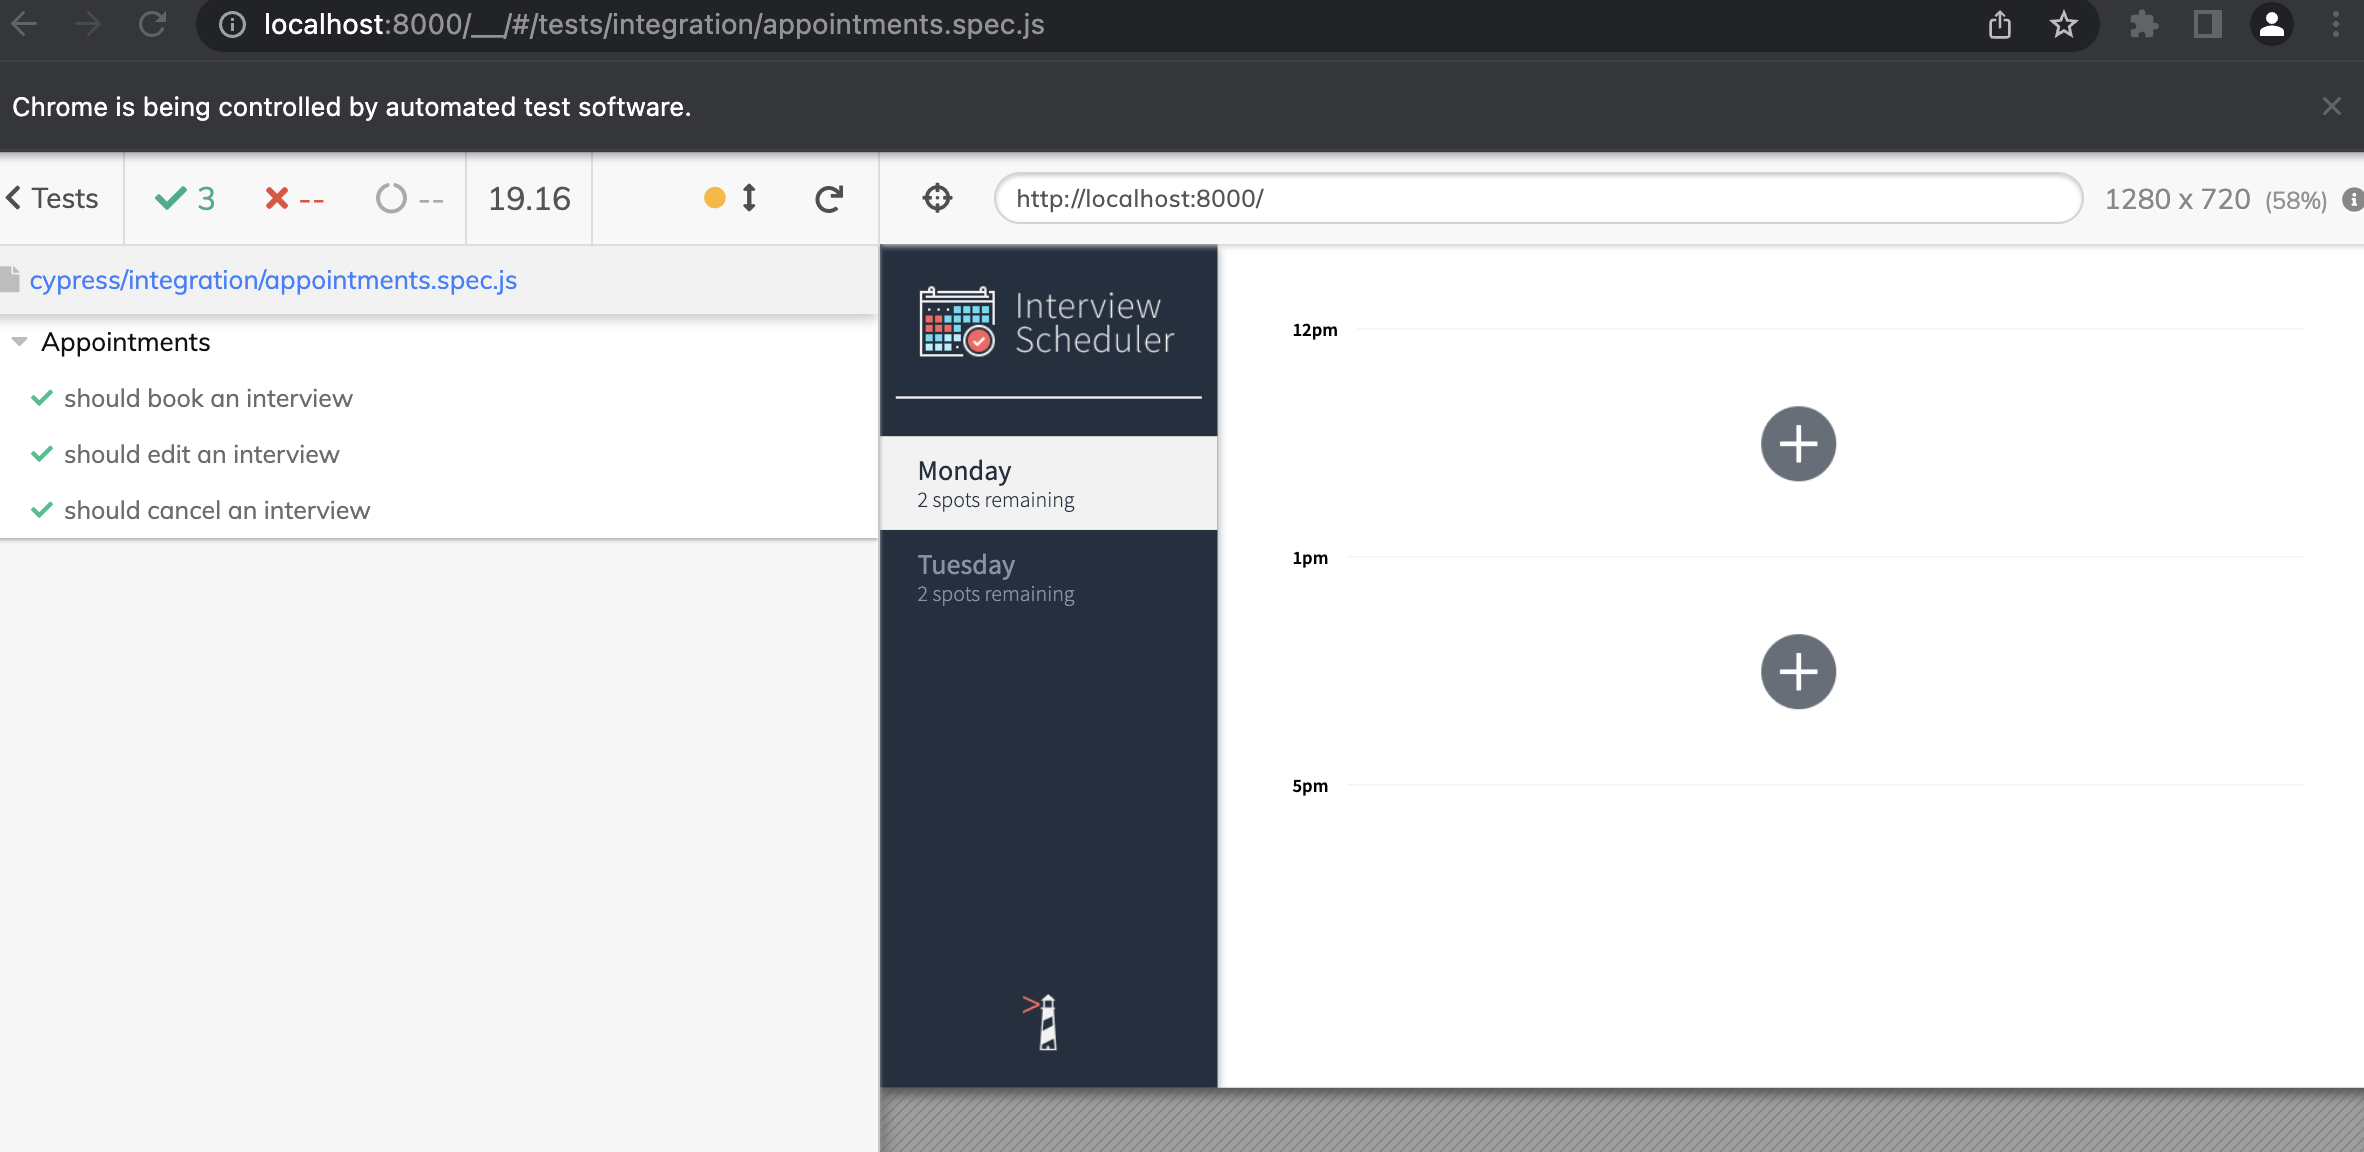 localhost:8000/__/#/tests/integration/appointments.spec.js
Chrome is being controlled by automated test software.
Tests
3
--
--
19.16
http://localhost:8000/
1280 x 720 (58%)
cypress/integration/appointments.spec.js
Appointments
should book an interview
should edit an interview
should cancel an interview
Interview
Scheduler
Monday
2 spots remaining
Tuesday
2 spots remaining
12pm
1pm
5pm